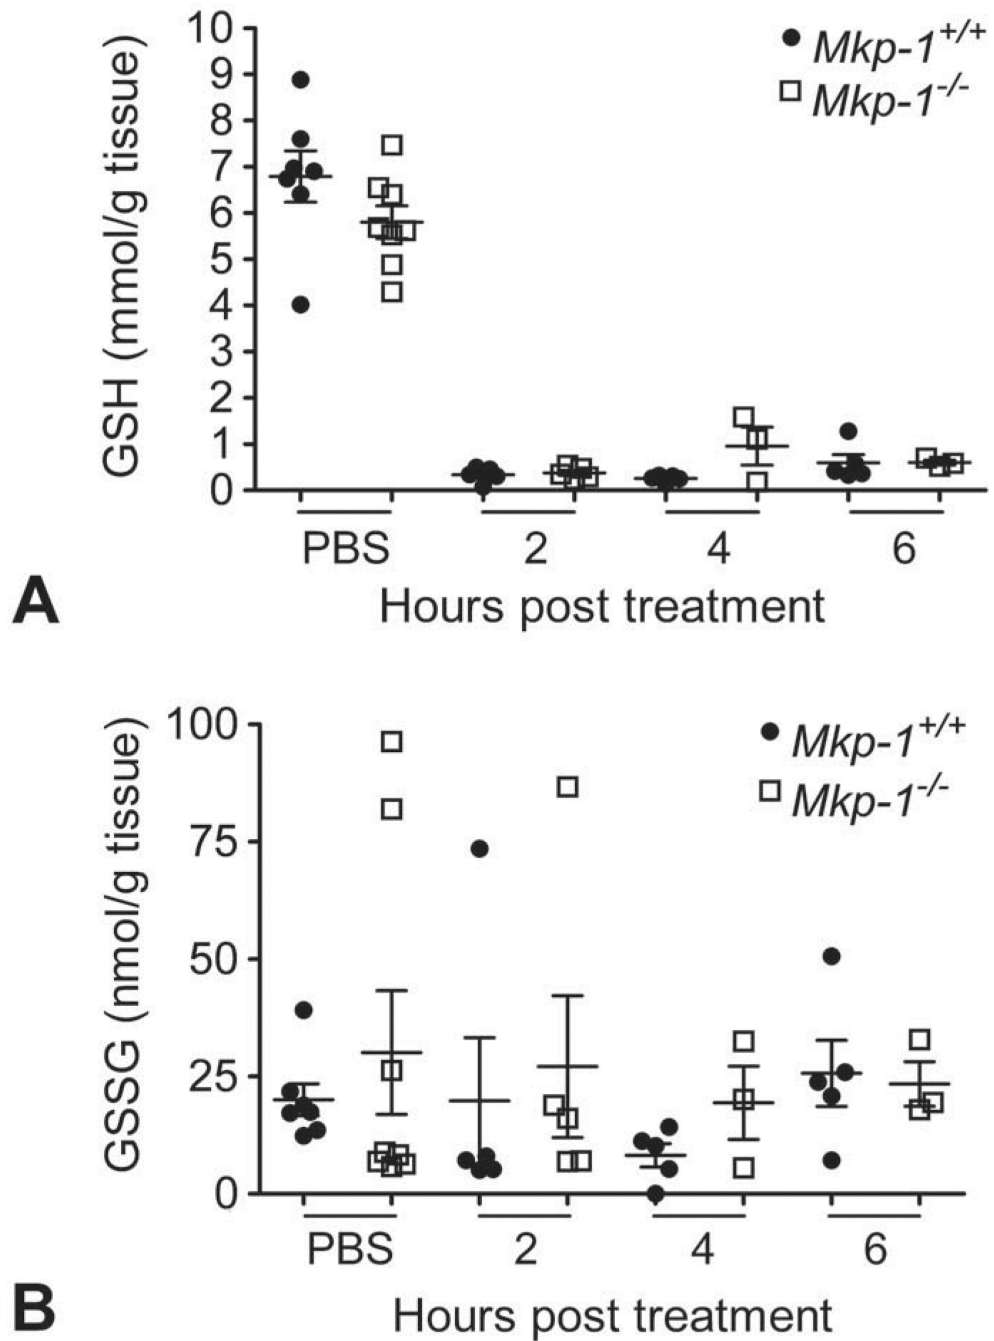 10
9
8
7
6
5
4
3
2
1
0
GSH (mmol/g tissue)
Mkp-1+/+
Mkp-1-/-
PBS 2 4 6
Hours post treatment
A
100
75
50
25
0
GSSG (nmol/g tissue)
Mkp-1+/+
Mkp-1-/-
PBS 2 4 6
Hours post treatment
B